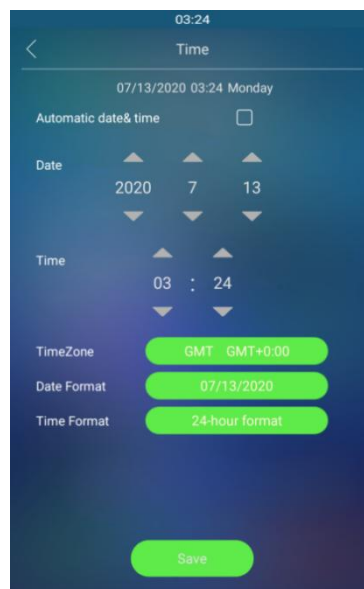 03:24
Time
07/13/2020 03:24 Monday
Automatic date& time
Date
2020 7 13
Time
03 : 24
TimeZone GMT GMT+0:00
Date Format 07/13/2020
Time Format 24-hour format
Save